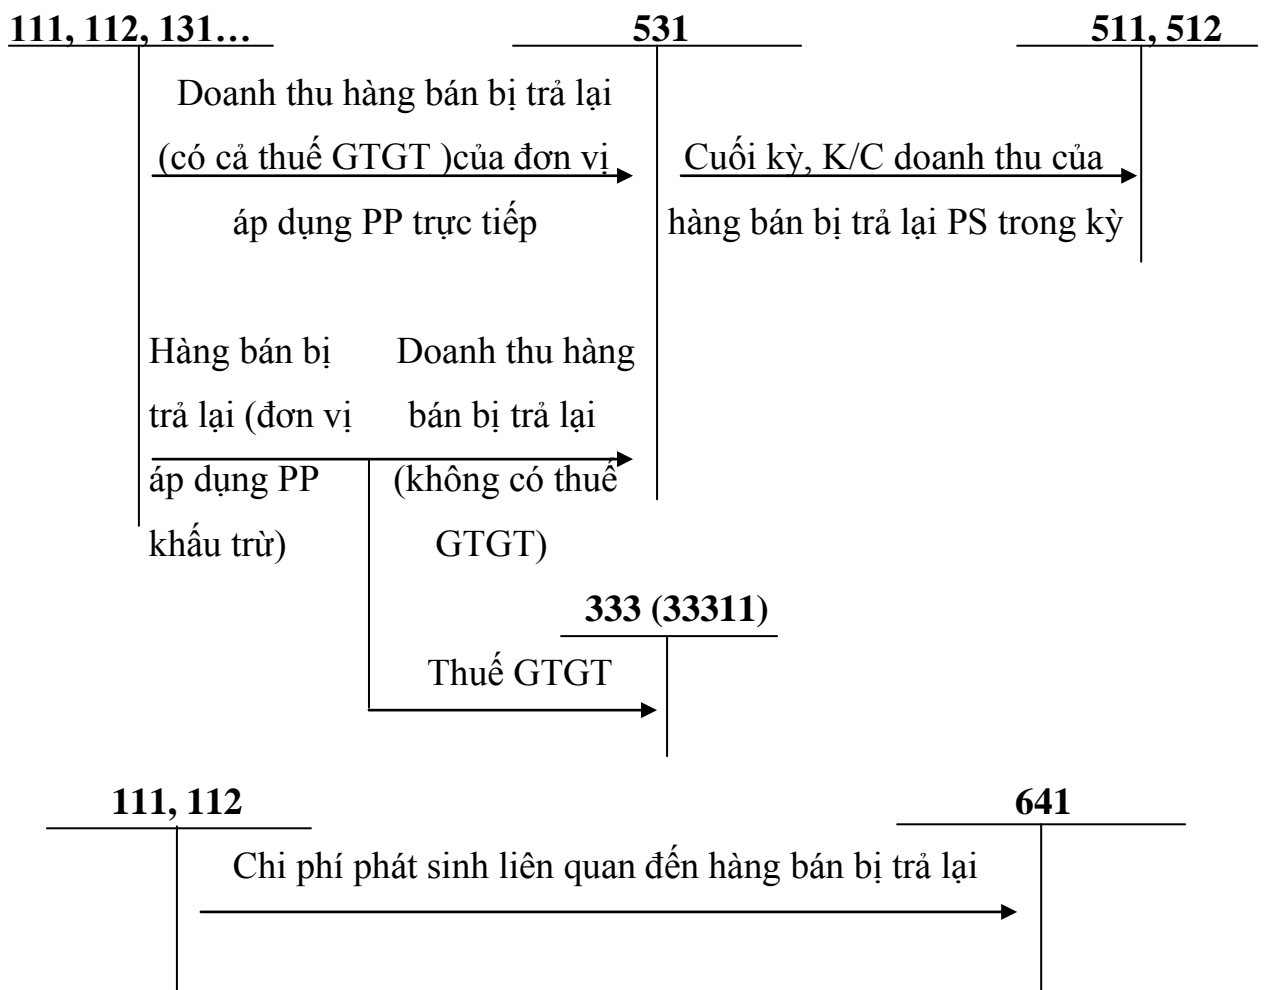 111, 112, 131…
531
511, 512
Doanh thu hàng bán bị trả lại
(có cả thuế GTGT )của đơn vị
áp dụng PP trực tiếp
Cuối kỳ, K/C doanh thu của
hàng bán bị trả lại PS trong kỳ
Hàng bán bị
trả lại (đơn vị
áp dụng PP
khấu trừ)
Doanh thu hàng
bán bị trả lại
(không có thuế
GTGT)
333 (33311)
Thuế GTGT
111, 112
641
Chi phí phát sinh liên quan đến hàng bán bị trả lại